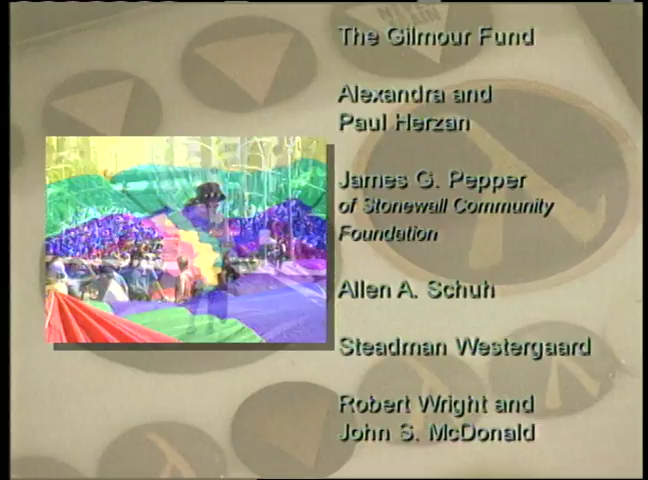 The Gilmour Fund
Alexandra and
Paul Herzan
James G. Pepper
of Stonewall Community
Foundation
Allen A. Schuh
Steadman Westergaard
Robert Wright and
John S. McDonald